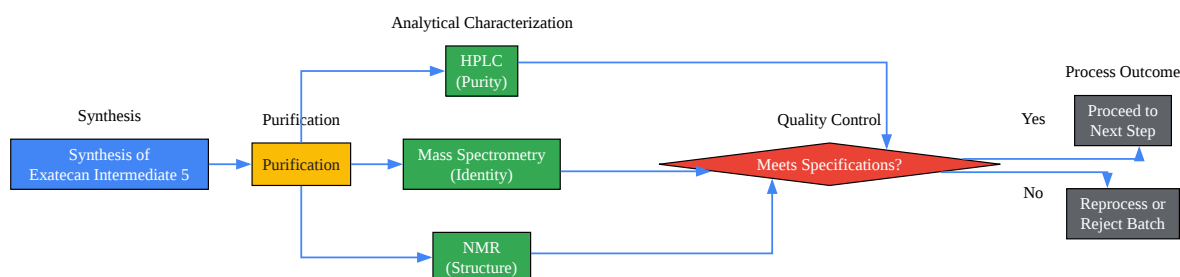 Analytical Characterization
HPLC
(Purity)
Process Outcome
Synthesis
Purification
Quality Control
Yes
Proceed to
Next Step
Synthesis of
Exatecan Intermediate 5
Purification
Mass Spectrometry
(Identity)
Meets Specifications?
No
Reprocess or
Reject Batch
NMR
(Structure)